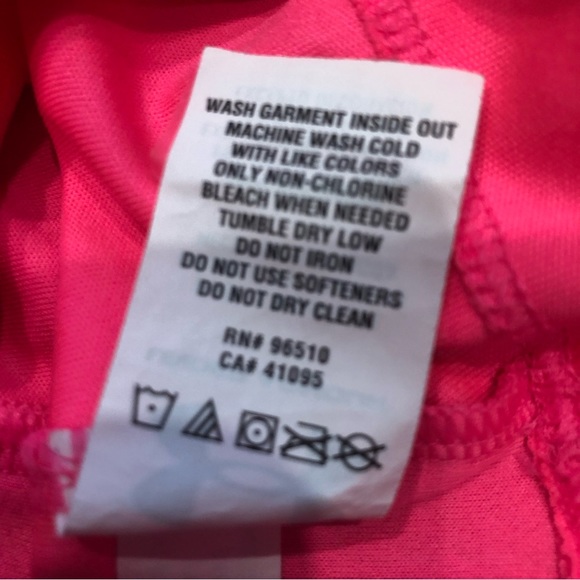 WASH GARMENT INSIDE OUT
MACHINE WASH COLD
WITH LIKE COLORS
ONLY NON-CHLORINE
BLEACH WHEN NEEDED
TUMBLE DRY LOW
DO NOT IRON
DO NOT USE SOFTENERS
DO NOT DRY CLEAN
RN# 96510
CA# 41095